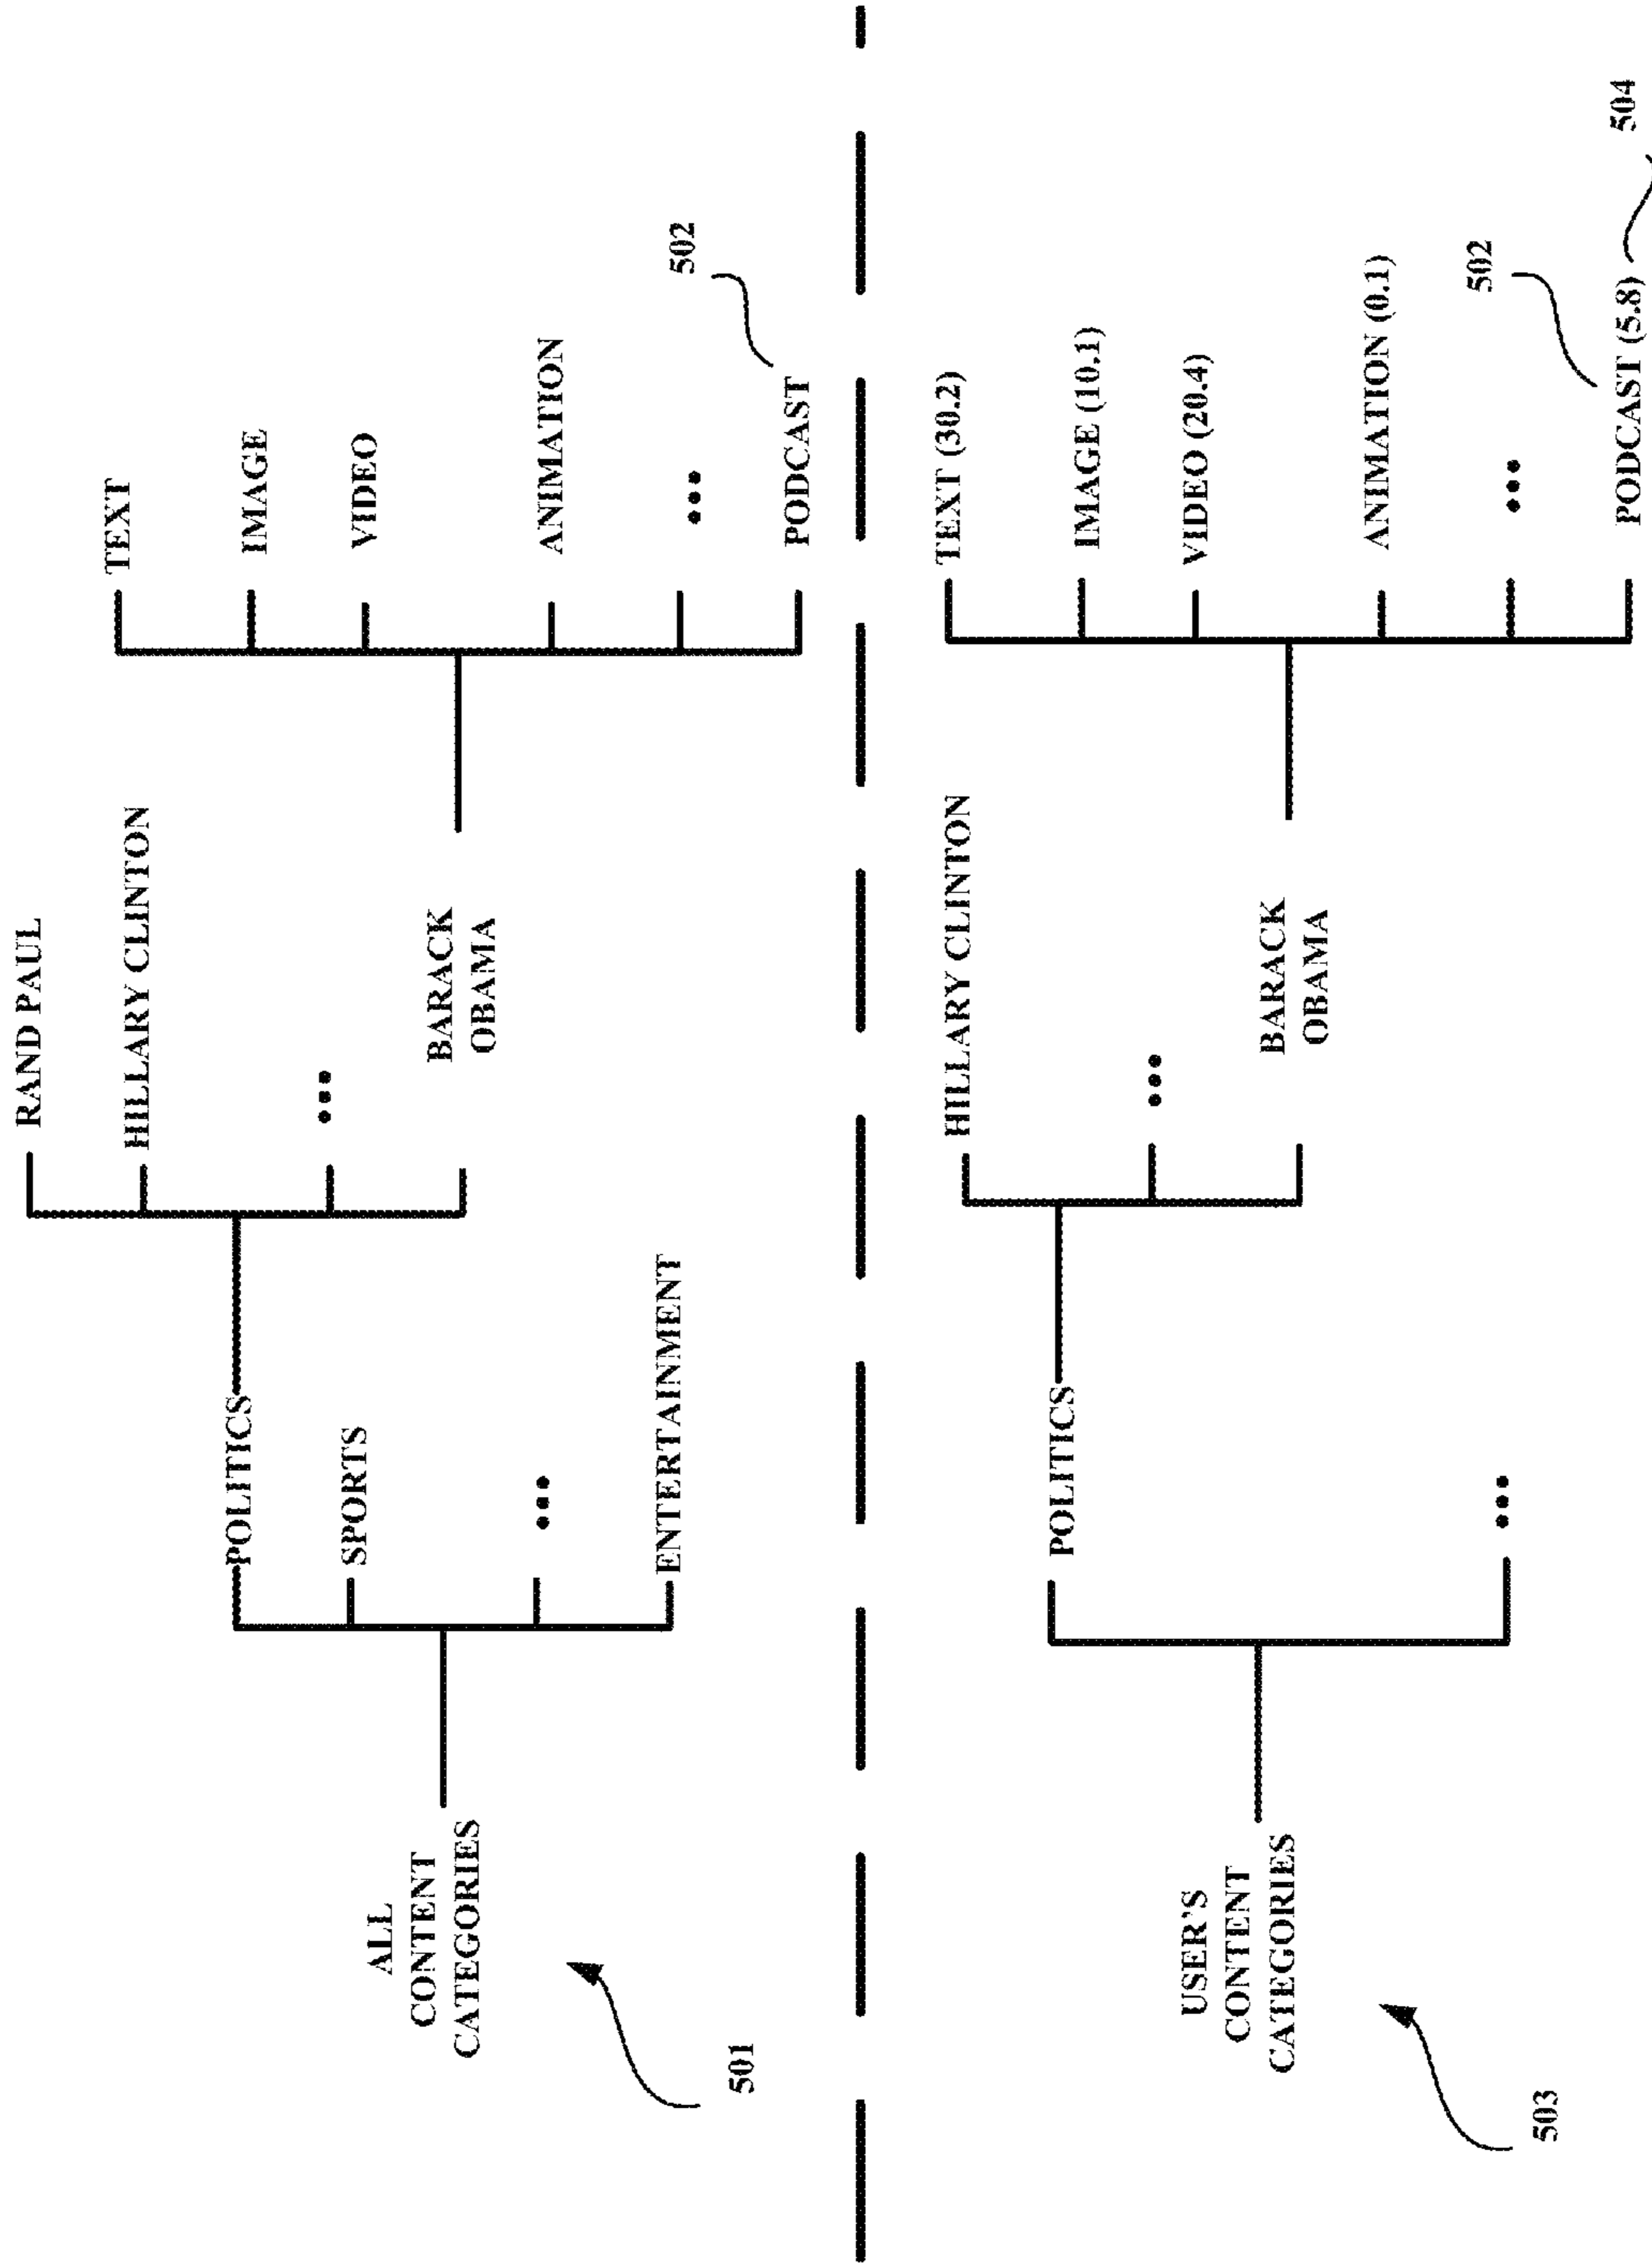 ALL
CONTENT
CATEGORIES
501
POLITICS
SPORTS
•••
ENTERTAINMENT
RAND PAUL
HILLARY CLINTON
•••
BARACK
OBAMA
TEXT
IMAGE
VIDEO
ANIMATION
•••
PODCAST
502
USER'S
CONTENT
CATEGORIES
503
POLITICS
•••
HILLARY CLINTON
•••
BARACK
OBAMA
TEXT (30.2)
IMAGE (10.1)
VIDEO (20.4)
ANIMATION (0.1)
•••
PODCAST (5.8)
502
504